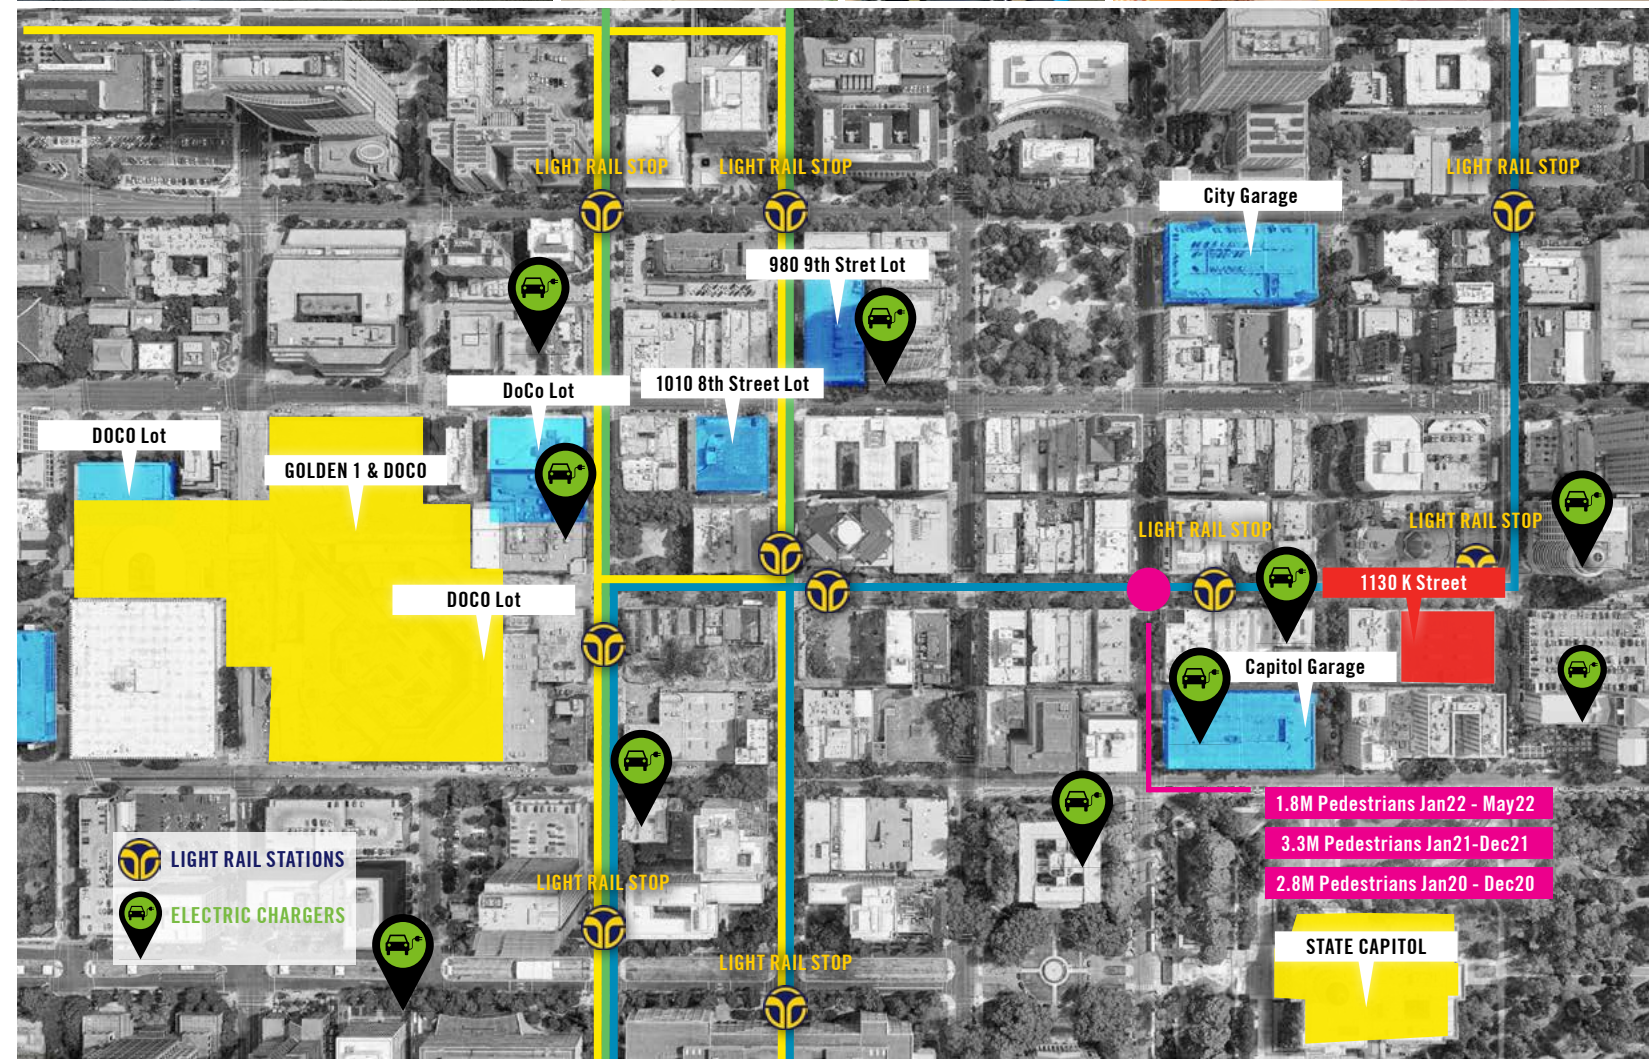 LIGHT RAIL STOP
LIGHT RAIL STOP
LIGHT RAIL STOP
City Garage
980 9th Stret Lot
DoCo Lot
1010 8th Street Lot
DOCO Lot
GOLDEN 1 & DOCO
LIGHT RAIL STOP
LIGHT RAIL STOP
1130 K Street
DOCO Lot
Capitol Garage
1.8M Pedestrians Jan22 - May22
3.3M Pedestrians Jan21-Dec21
2.8M Pedestrians Jan20 - Dec20
LIGHT RAIL STATIONS
ELECTRIC CHARGERS
LIGHT RAIL STOP
STATE CAPITOL
LIGHT RAIL STOP